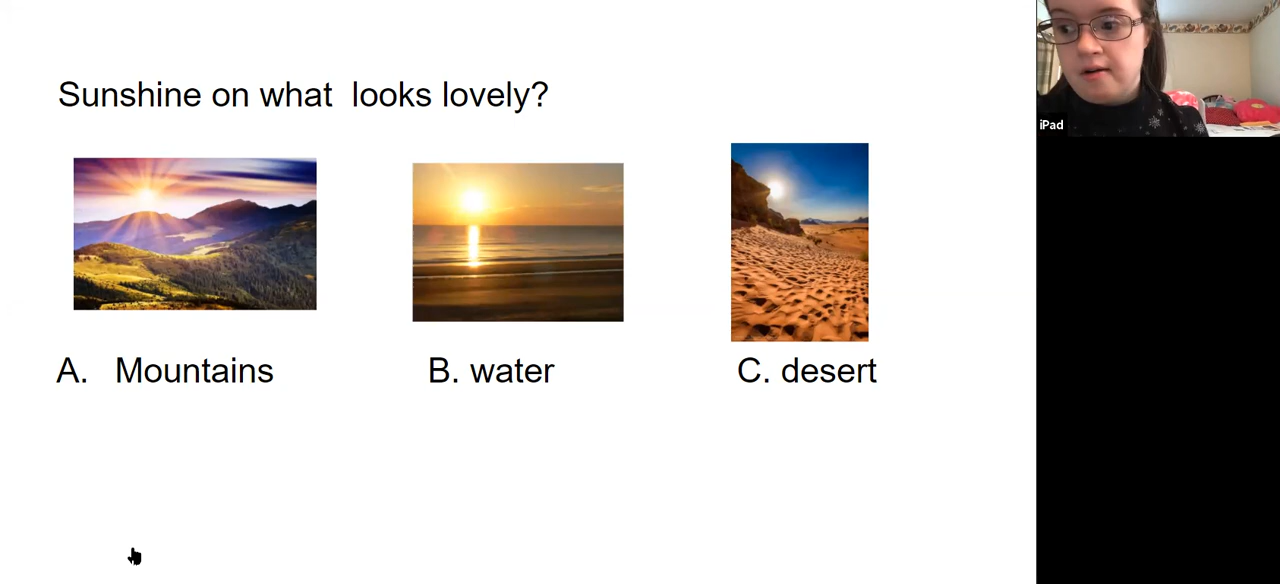 Sunshine on what looks lovely?
A. Mountains
B. water
C. desert
iPad